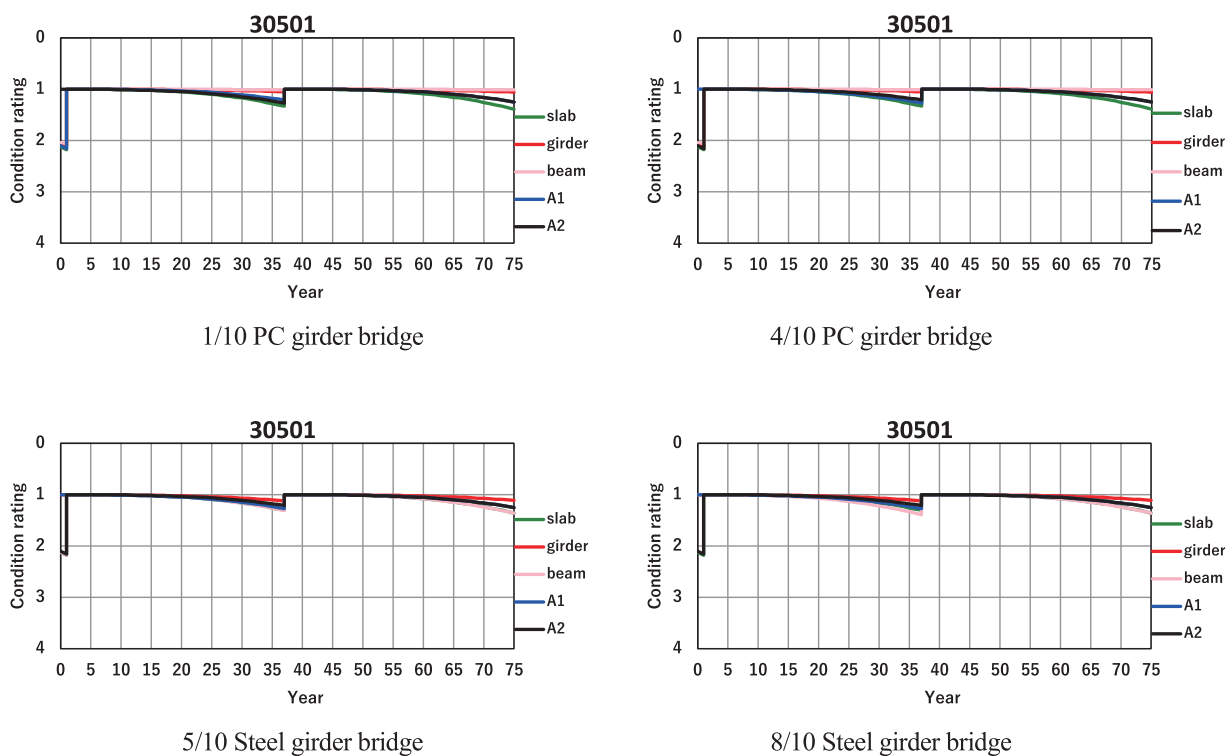 30501
0
1
2
3
4
Condition rating
0 5 10 15 20 25 30 35 40 45 50 55 60 65 70 75
Year
slab
girder
beam
A1
A2
1/10 PC girder bridge
30501
0
1
2
3
4
Condition rating
0 5 10 15 20 25 30 35 40 45 50 55 60 65 70 75
Year
slab
girder
beam
A1
A2
4/10 PC girder bridge
30501
0
1
2
3
4
Condition rating
0 5 10 15 20 25 30 35 40 45 50 55 60 65 70 75
Year
slab
girder
beam
A1
A2
5/10 Steel girder bridge
30501
0
1
2
3
4
Condition rating
0 5 10 15 20 25 30 35 40 45 50 55 60 65 70 75
Year
slab
girder
beam
A1
A2
8/10 Steel girder bridge